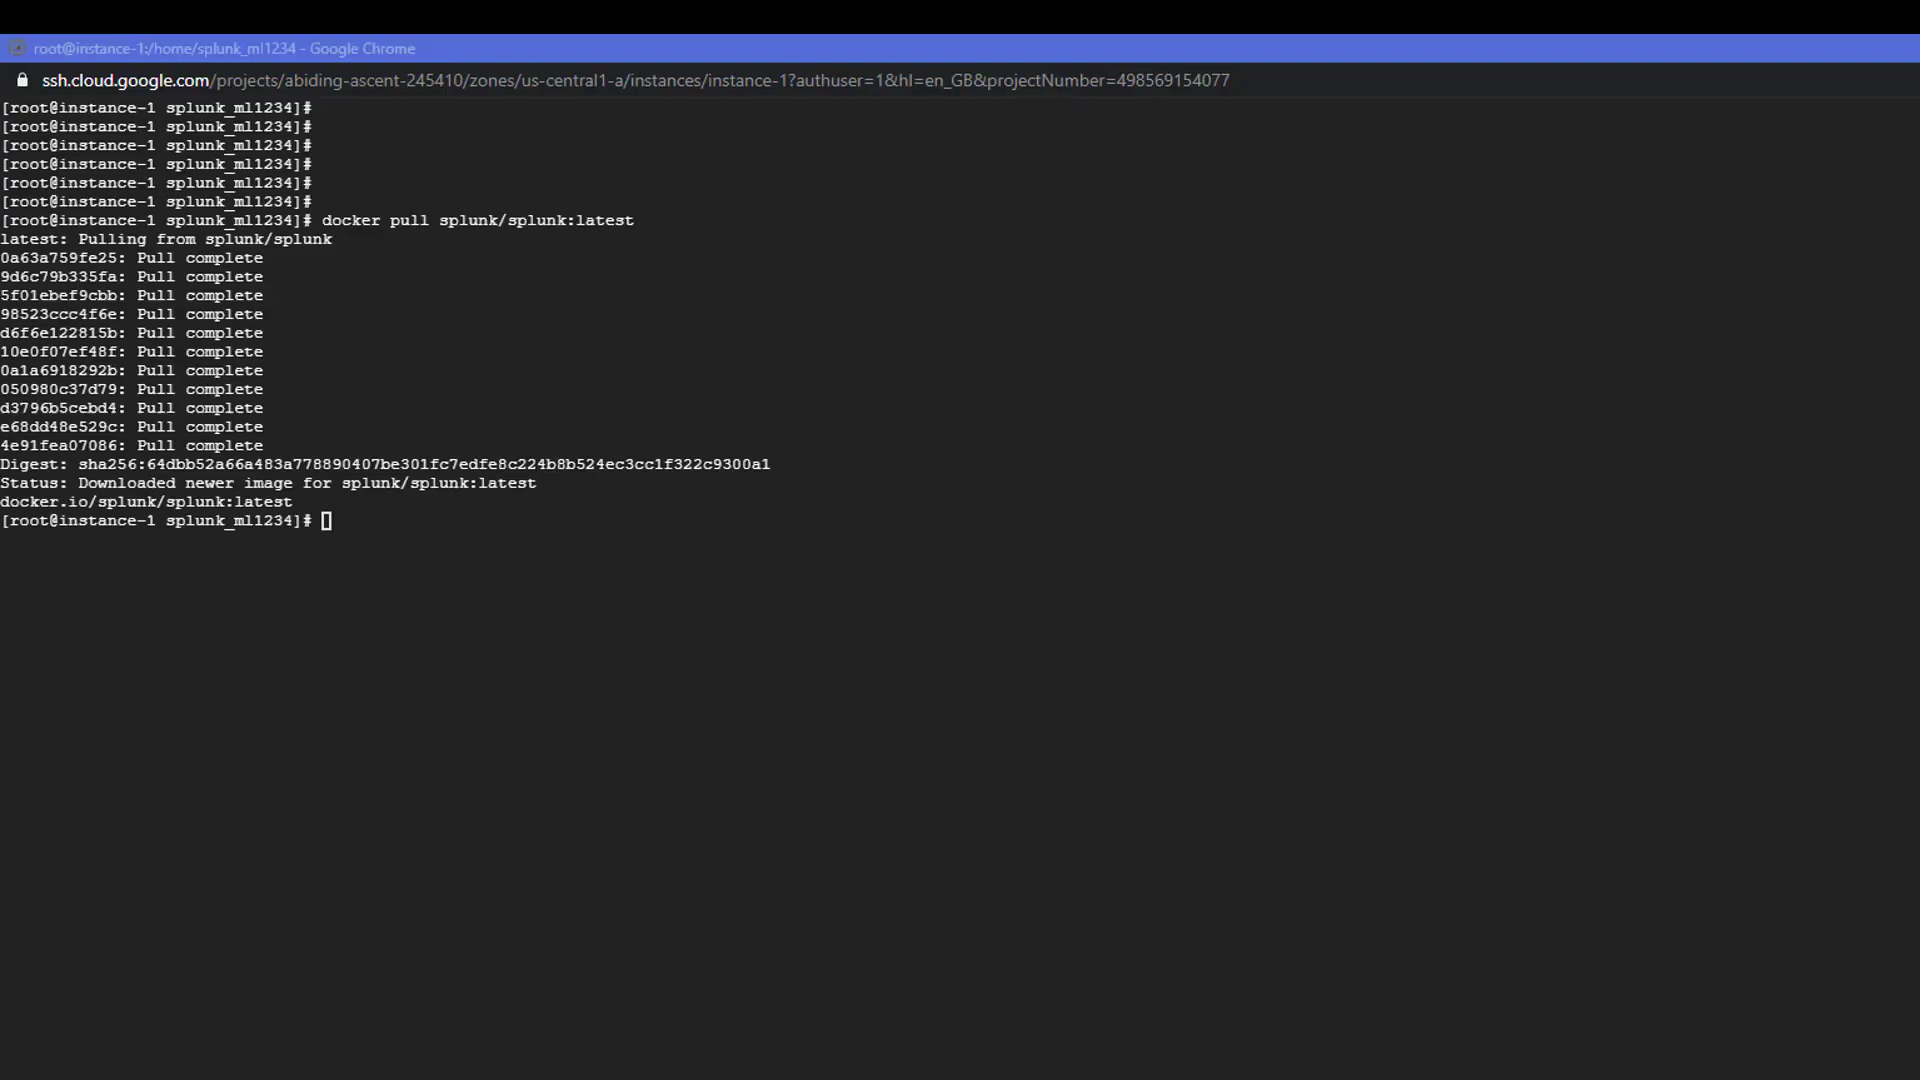 root@instance-1:/home/splunk_ml1234 - Google Chrome
ssh.cloud.google.com/projects/abiding-ascent-245410/zones/us-central1-a/instances/instance-1?authuser=1&hl=en_GB&projectNumber=498569154077
[root@instance-1 splunk_ml1234]#
[root@instance-1 splunk_ml1234]#
[root@instance-1 splunk_ml1234]#
[root@instance-1 splunk_ml1234]#
[root@instance-1 splunk_ml1234]#
[root@instance-1 splunk_ml1234]#
[root@instance-1 splunk_ml1234]# docker pull splunk/splunk:latest
latest: Pulling from splunk/splunk
0a63a759fe25: Pull complete
9d6c79b335fa: Pull complete
5f01ebef9cbb: Pull complete
98523ccc4f6e: Pull complete
d6f6e122815b: Pull complete
10e0f07ef48f: Pull complete
0a1a6918292b: Pull complete
050980c37d79: Pull complete
d3796b5cebd4: Pull complete
e68dd48e529c: Pull complete
4e91fea07086: Pull complete
Digest: sha256:64dbb52a66a483a778890407be301fc7edfe8c224b8b524ec3cc1f322c9300a1
Status: Downloaded newer image for splunk/splunk:latest
docker.io/splunk/splunk:latest
[root@instance-1 splunk_ml1234]#